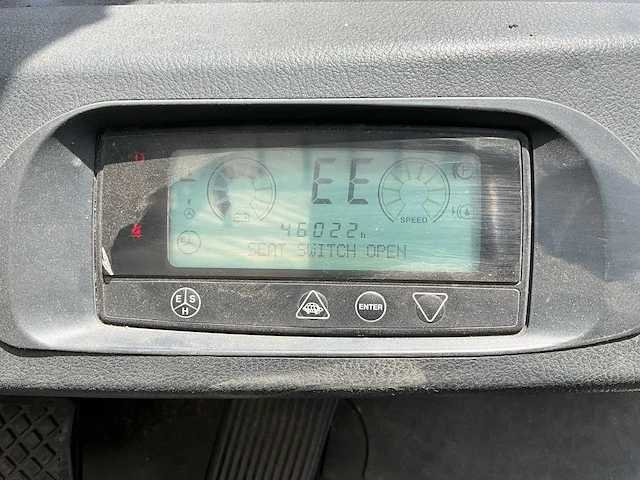 EE
SPEED
46022h
SEAT SWITCH OPEN
E S
H
ENTER